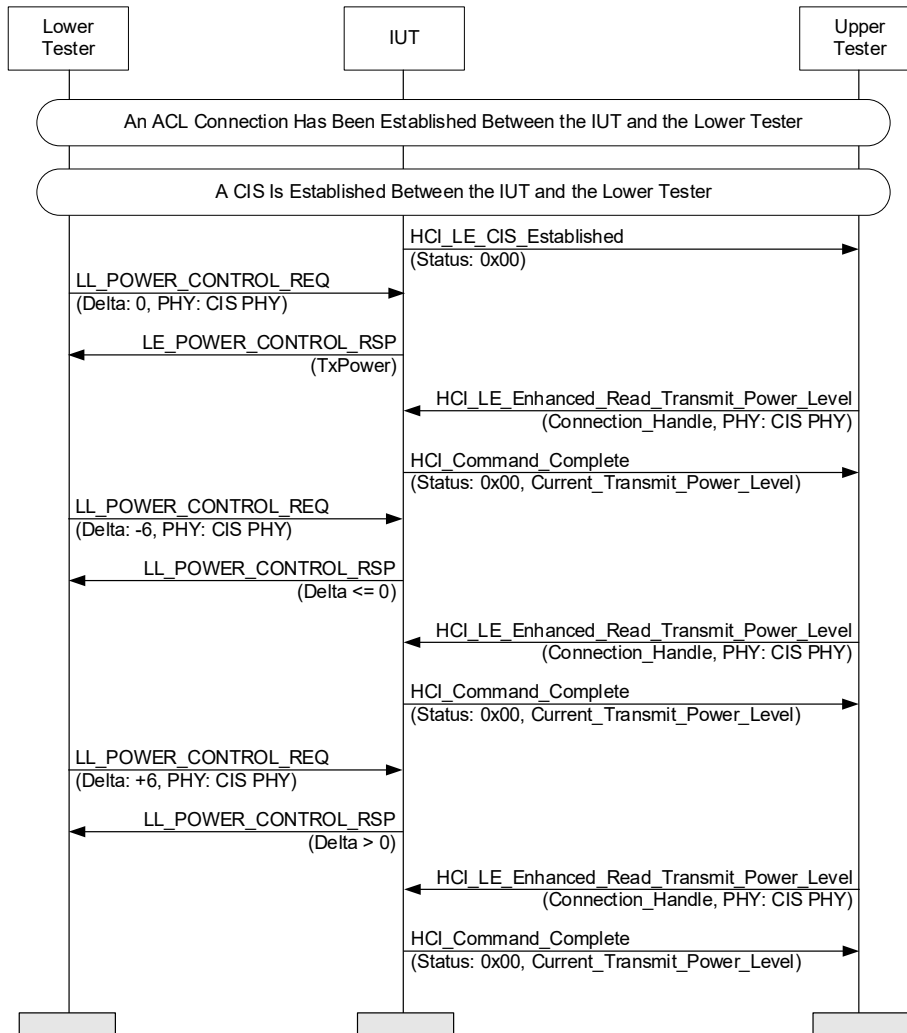 Lower
Tester
IUT
Upper
Tester
An ACL Connection Has Been Established Between the IUT and the Lower Tester
A CIS Is Established Between the IUT and the Lower Tester
HCI_LE_CIS_Established
(Status: 0x00)
LL_POWER_CONTROL_REQ
(Delta: 0, PHY: CIS PHY)
LE_POWER_CONTROL_RSP
(TxPower)
HCI_LE_Enhanced_Read_Transmit_Power_Level
(Connection_Handle, PHY: CIS PHY)
HCI_Command_Complete
(Status: 0x00, Current_Transmit_Power_Level)
LL_POWER_CONTROL_REQ
(Delta: -6, PHY: CIS PHY)
LL_POWER_CONTROL_RSP
(Delta <= 0)
HCI_LE_Enhanced_Read_Transmit_Power_Level
(Connection_Handle, PHY: CIS PHY)
HCI_Command_Complete
(Status: 0x00, Current_Transmit_Power_Level)
LL_POWER_CONTROL_REQ
(Delta: +6, PHY: CIS PHY)
LL_POWER_CONTROL_RSP
(Delta > 0)
HCI_LE_Enhanced_Read_Transmit_Power_Level
(Connection_Handle, PHY: CIS PHY)
HCI_Command_Complete
(Status: 0x00, Current_Transmit_Power_Level)